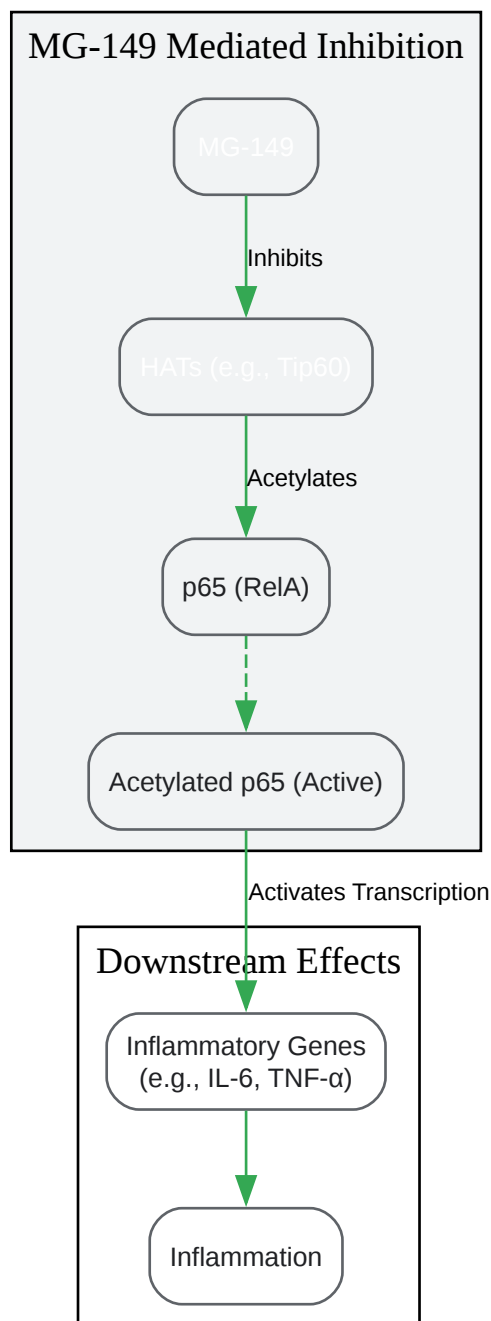 MG-149 Mediated Inhibition
MG-149
Inhibits
HATs (e.g., Tip60)
Acetylates
p65 (RelA)
Acetylated p65 (Active)
Activates Transcription
Downstream Effects
Inflammatory Genes
(e.g., IL-6, TNF-α)
Inflammation